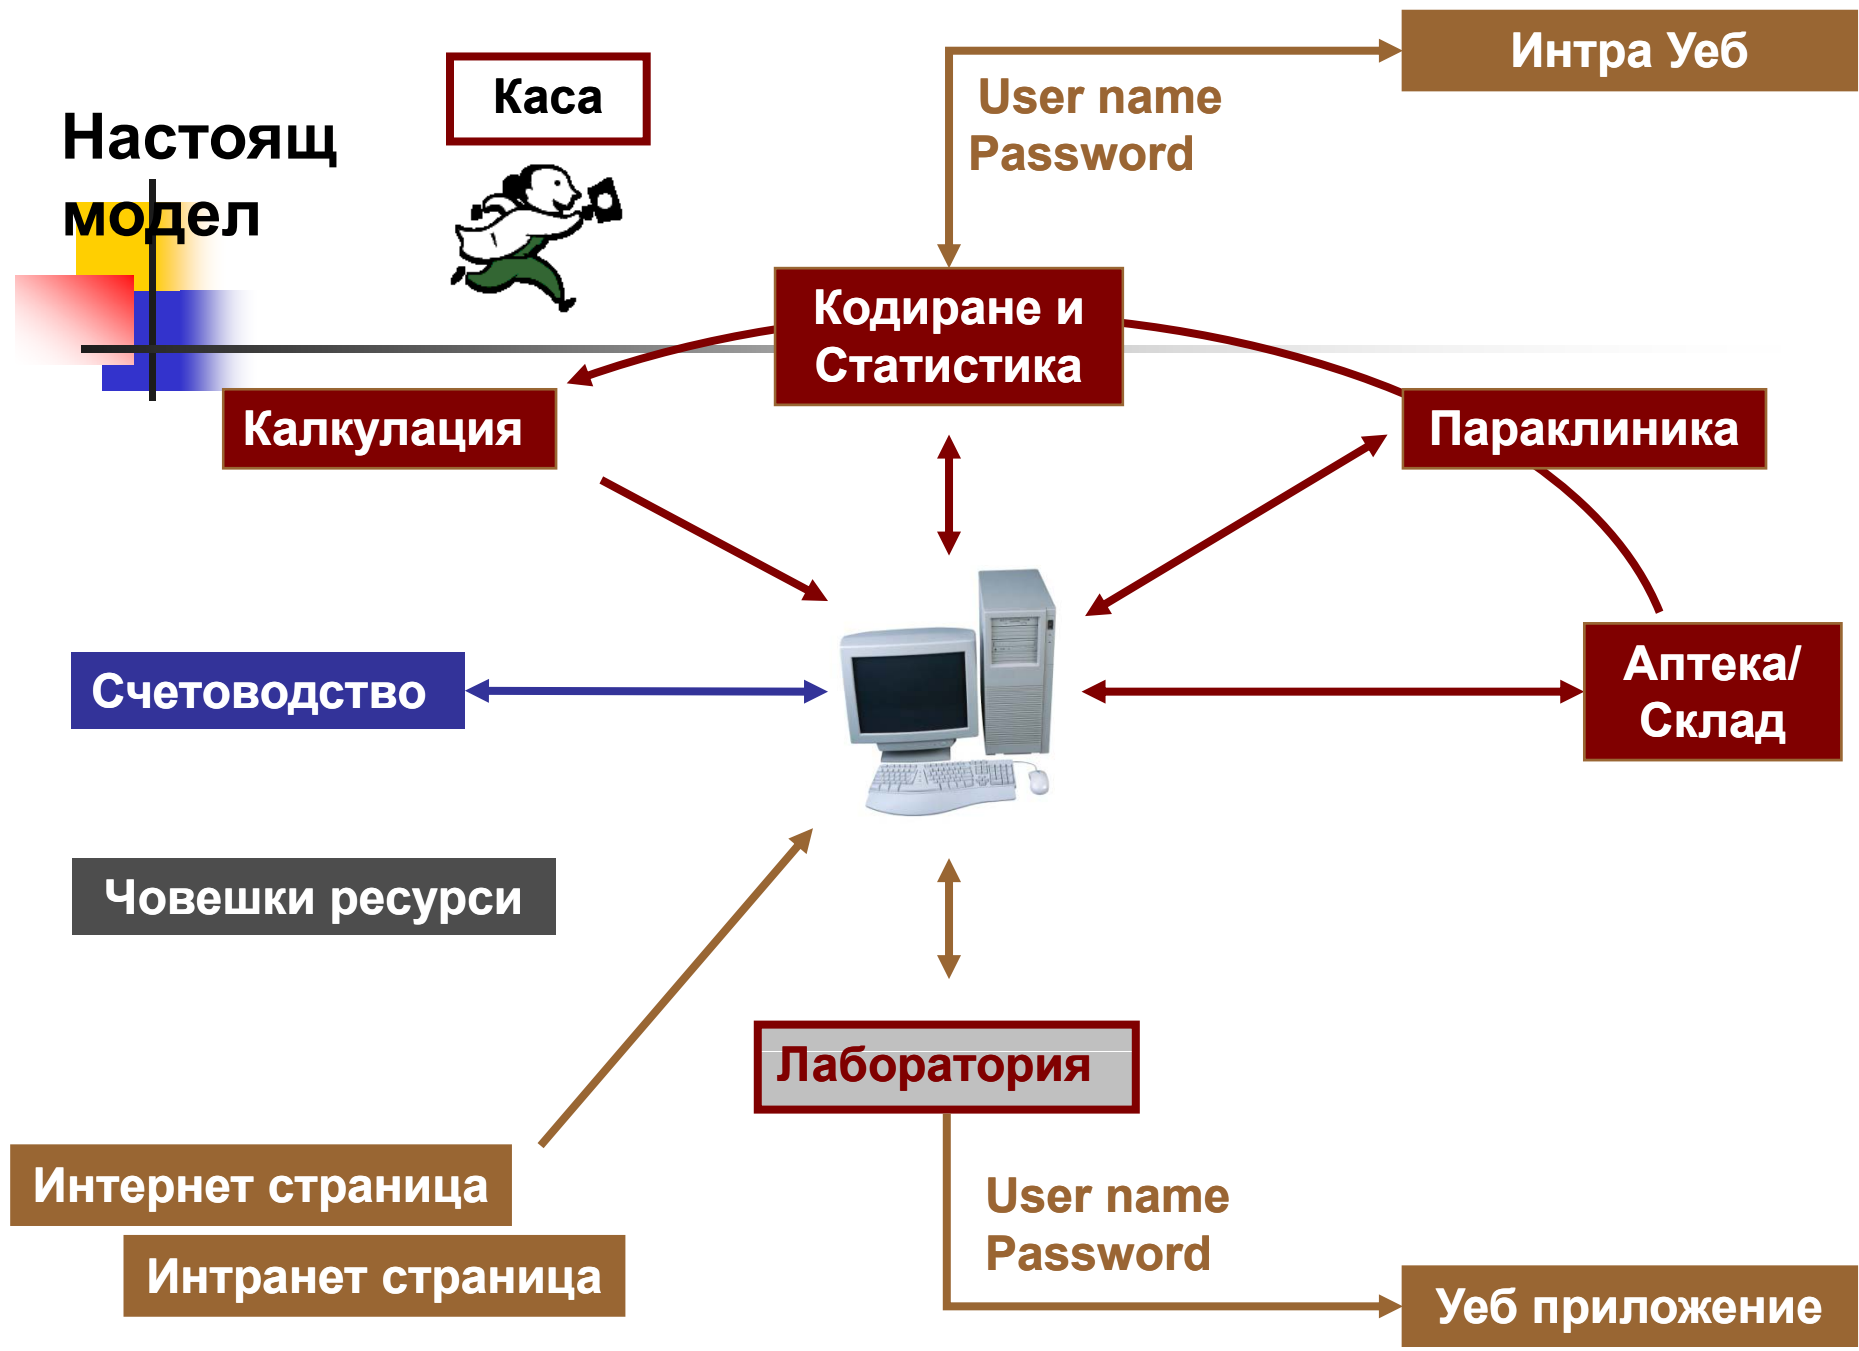 Настоящ
модел
Каса
User name
Password
Интра Уеб
Кодиране и
Статистика
Калкулация
Параклиника
Счетоводство
Аптека/
Склад
Човешки ресурси
Лаборатория
Интернет страница
Интранет страница
User name
Password
Уеб приложение